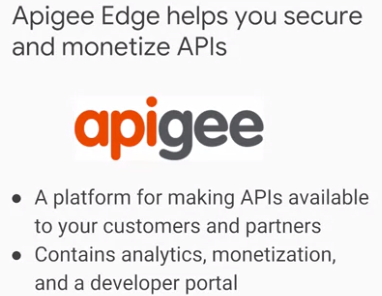 Apigee Edge helps you secure
and monetize APIs
apigee
● A platform for making APIs available
to your customers and partners
● Contains analytics, monetization,
and a developer portal